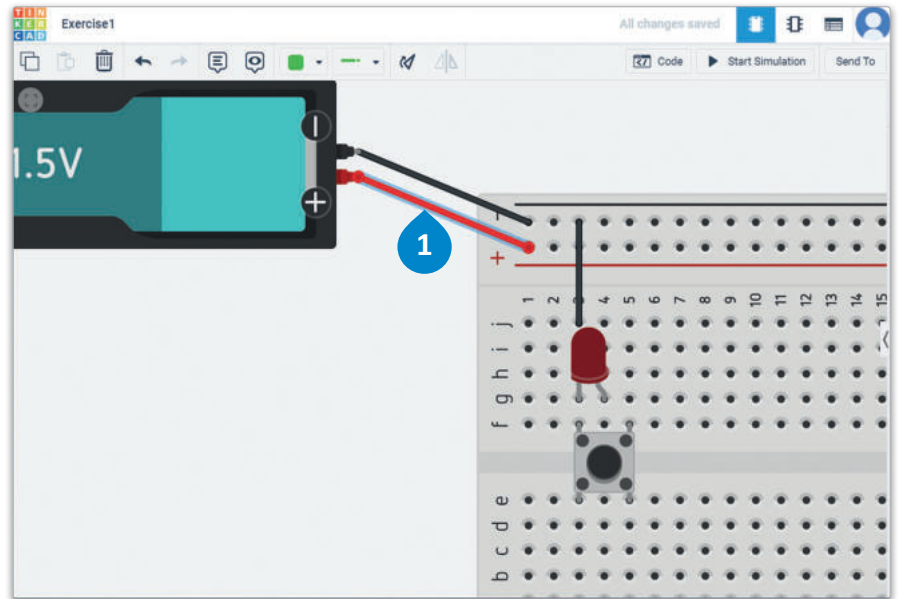 TIN
KER
CAD
Exercise1
All changes saved
Code
Start Simulation
Send To
1.5V
−
+
1
−
+
1 2 3 4 5 6 7 8 9 10 11 12 13 14 15
j
i
h
g
f
e
d
c
b